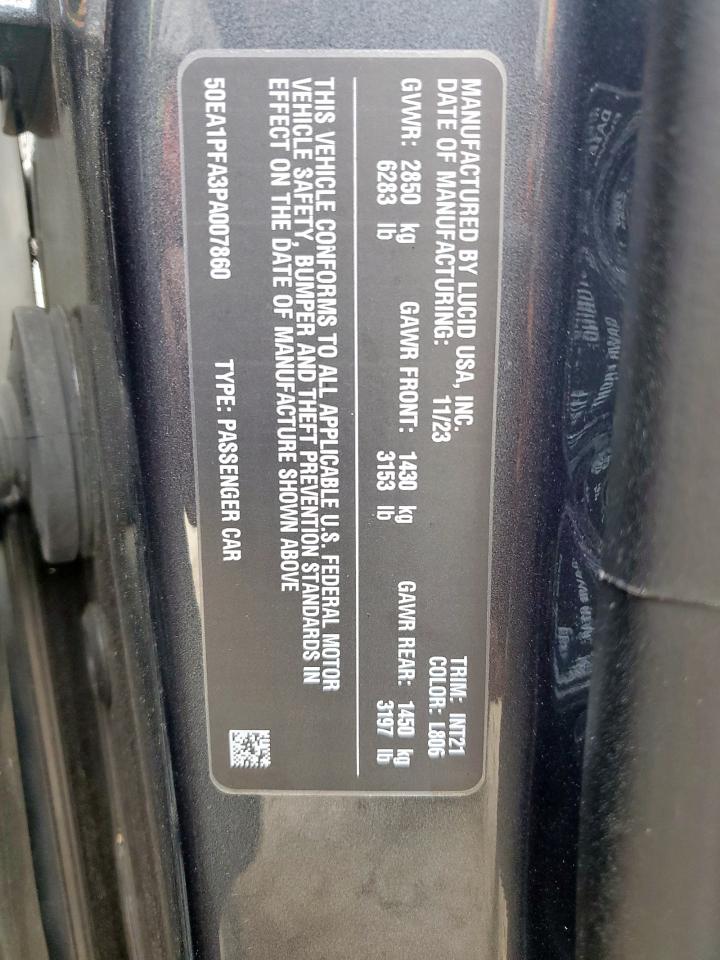 MANUFACTURED BY LUCID USA, INC.
DATE OF MANUFACTURING: 11/23
TRIM: INT21
COLOR: L806
GVWR: 2850 kg GAWR FRONT: 1430 kg GAWR REAR: 1450 kg
6283 lb 3153 lb 3197 lb
THIS VEHICLE CONFORMS TO ALL APPLICABLE U.S. FEDERAL MOTOR
VEHICLE SAFETY, BUMPER AND THEFT PREVENTION STANDARDS IN
EFFECT ON THE DATE OF MANUFACTURE SHOWN ABOVE
50EA1PFA3PA007860 TYPE: PASSENGER CAR